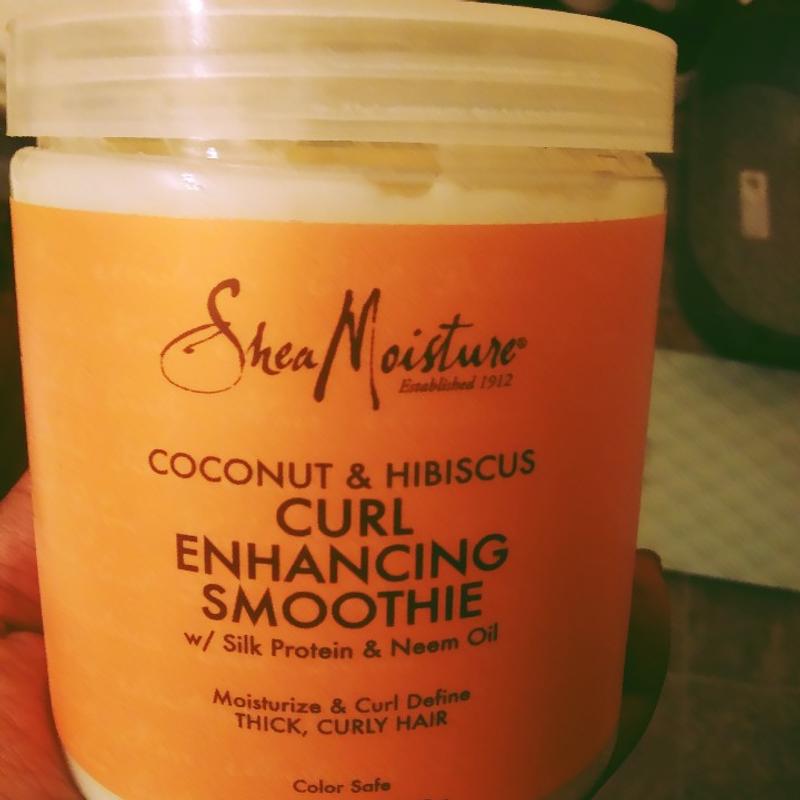 SheaMoisture®
Established 1912
COCONUT & HIBISCUS
CURL
ENHANCING
SMOOTHIE
w/ Silk Protein & Neem Oil
Moisturize & Curl Define
THICK, CURLY HAIR
Color Safe